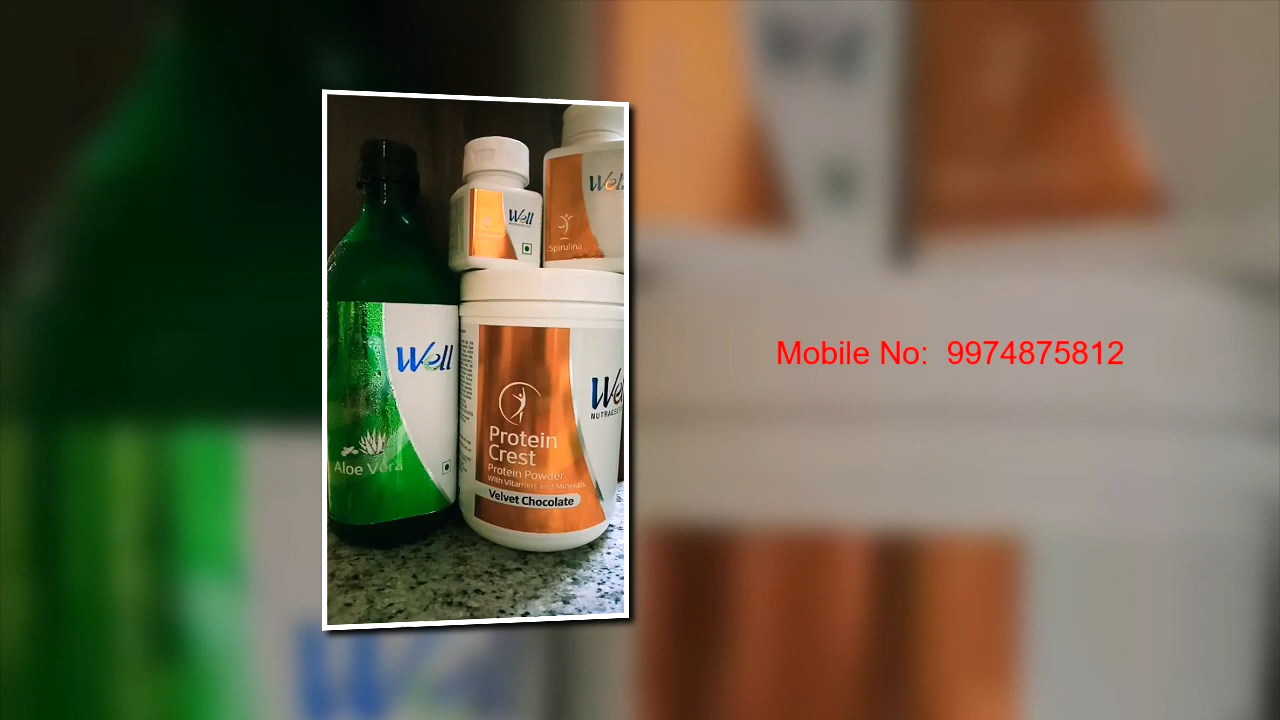 Well
Spirulina
Well
Well
Aloe Vera
Well
Protein
Crest
Protein Powder
With Vitamins and Minerals
Velvet Chocolate
Mobile No:  9974875812